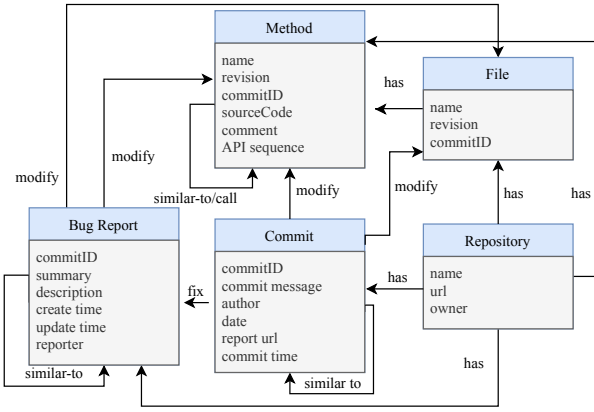 Method
name
revision
commitID
sourceCode
comment
API sequence
File
name
revision
commitID
has
modify
modify
similar-to/call
modify
modify
has
has
Bug Report
commitID
summary
description
create time
update time
reporter
similar-to
Commit
commitID
commit message
author
date
report url
commit time
fix
similar to
has
Repository
name
url
owner
has